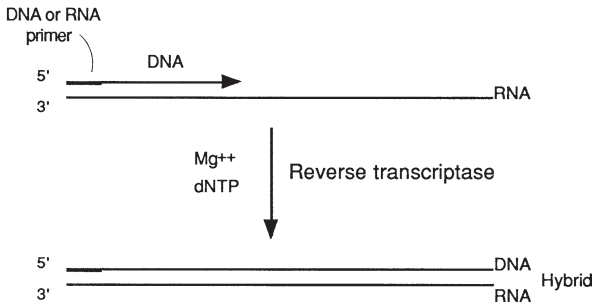 DNA or RNA
primer
DNA
5'
3'
RNA
Mg++
dNTP
Reverse transcriptase
5'
DNA
Hybrid
3'
RNA